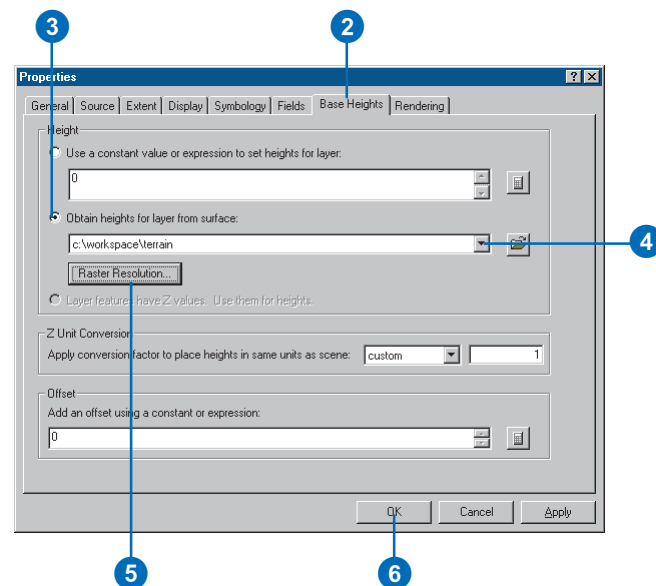 3 2
Properties
General Source Extent Display Symbology Fields Base Heights Rendering
Height
Use a constant value or expression to set heights for layer:
0
Obtain heights for layer from surface:
c:\workspace\terrain
4
Raster Resolution...
Layer features have Z values. Use them for heights.
Z Unit Conversion
Apply conversion factor to place heights in same units as scene: custom 1
Offset
Add an offset using a constant or expression:
0
OK Cancel Apply
5 6